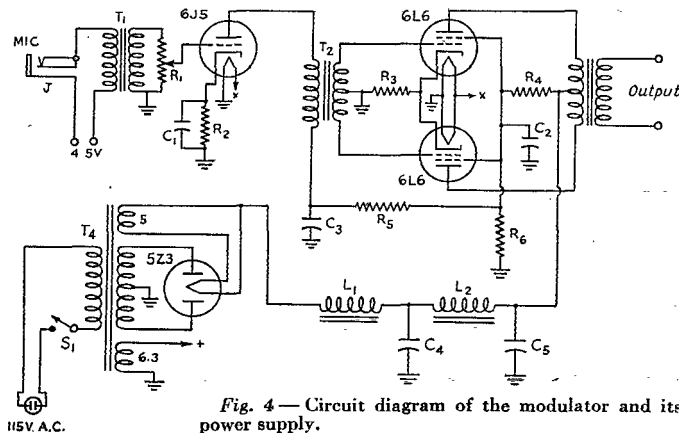 MIC
J
4 5V
T1
R1
6J5
x
C1
R2
T2
6L6
R3
x
6L6
R4
C2
Output
C3
R5
R6
T4
5
5Z3
6.3
+
S1
115V. A.C.
L1
L2
C4
C5
Fig. 4 — Circuit diagram of the modulator and its
power supply.